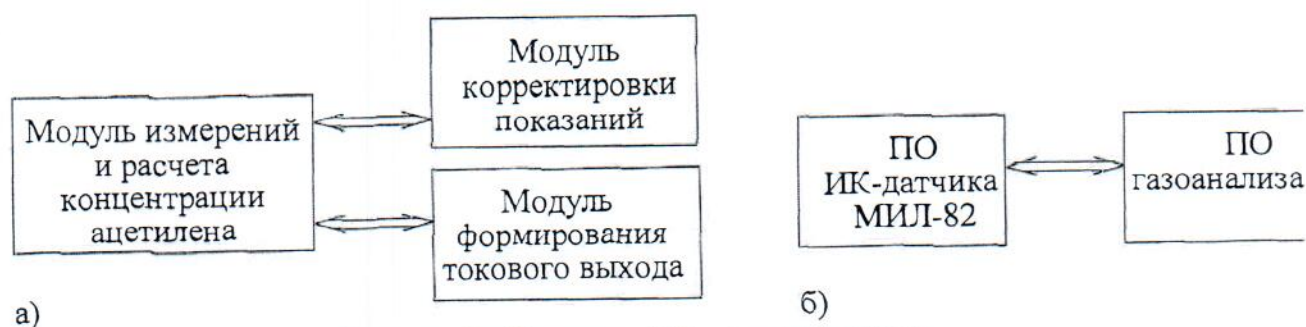 Модуль измерений
и расчета
концентрации
ацетилена
Модуль
корректировки
показаний
Модуль
формирования
токового выхода
а)
ПО
ИК-датчика
МИЛ-82
ПО
газоанализа
б)